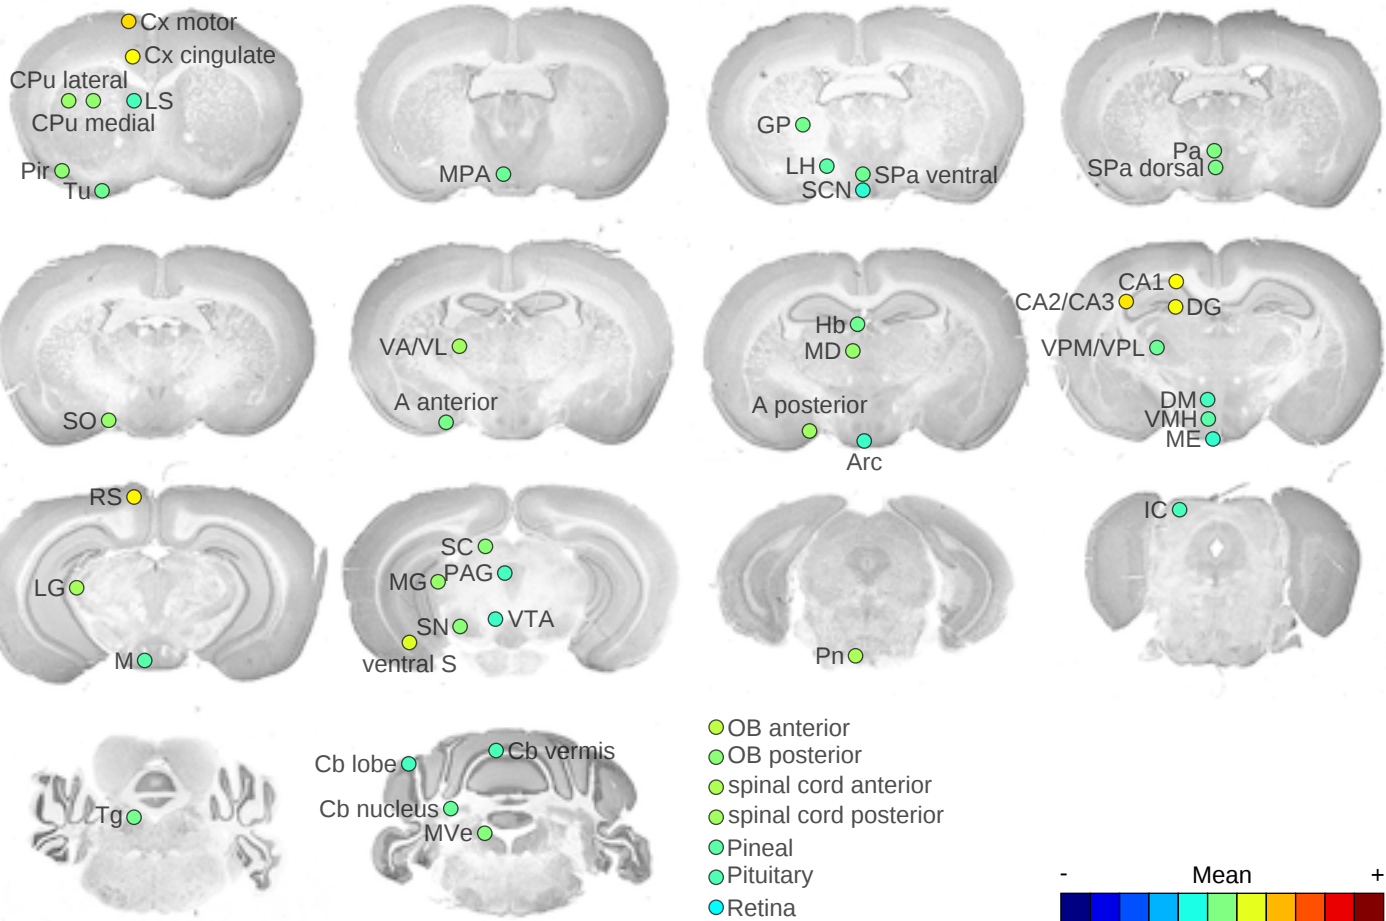 Cx motor
Cx cingulate
CPu lateral
LS
CPu medial
Pir
Tu
MPA
GP
LH
SPa ventral
SCN
Pa
SPa dorsal
SO
VA/VL
A anterior
Hb
MD
A posterior
Arc
CA1
CA2/CA3
DG
VPM/VPL
DM
VMH
ME
RS
LG
M
SC
PAG
MG
VTA
SN
ventral S
Pn
IC
Tg
Cb vermis
Cb lobe
Cb nucleus
MVe
OB anterior
OB posterior
spinal cord anterior
spinal cord posterior
Pineal
Pituitary
Retina
- Mean +